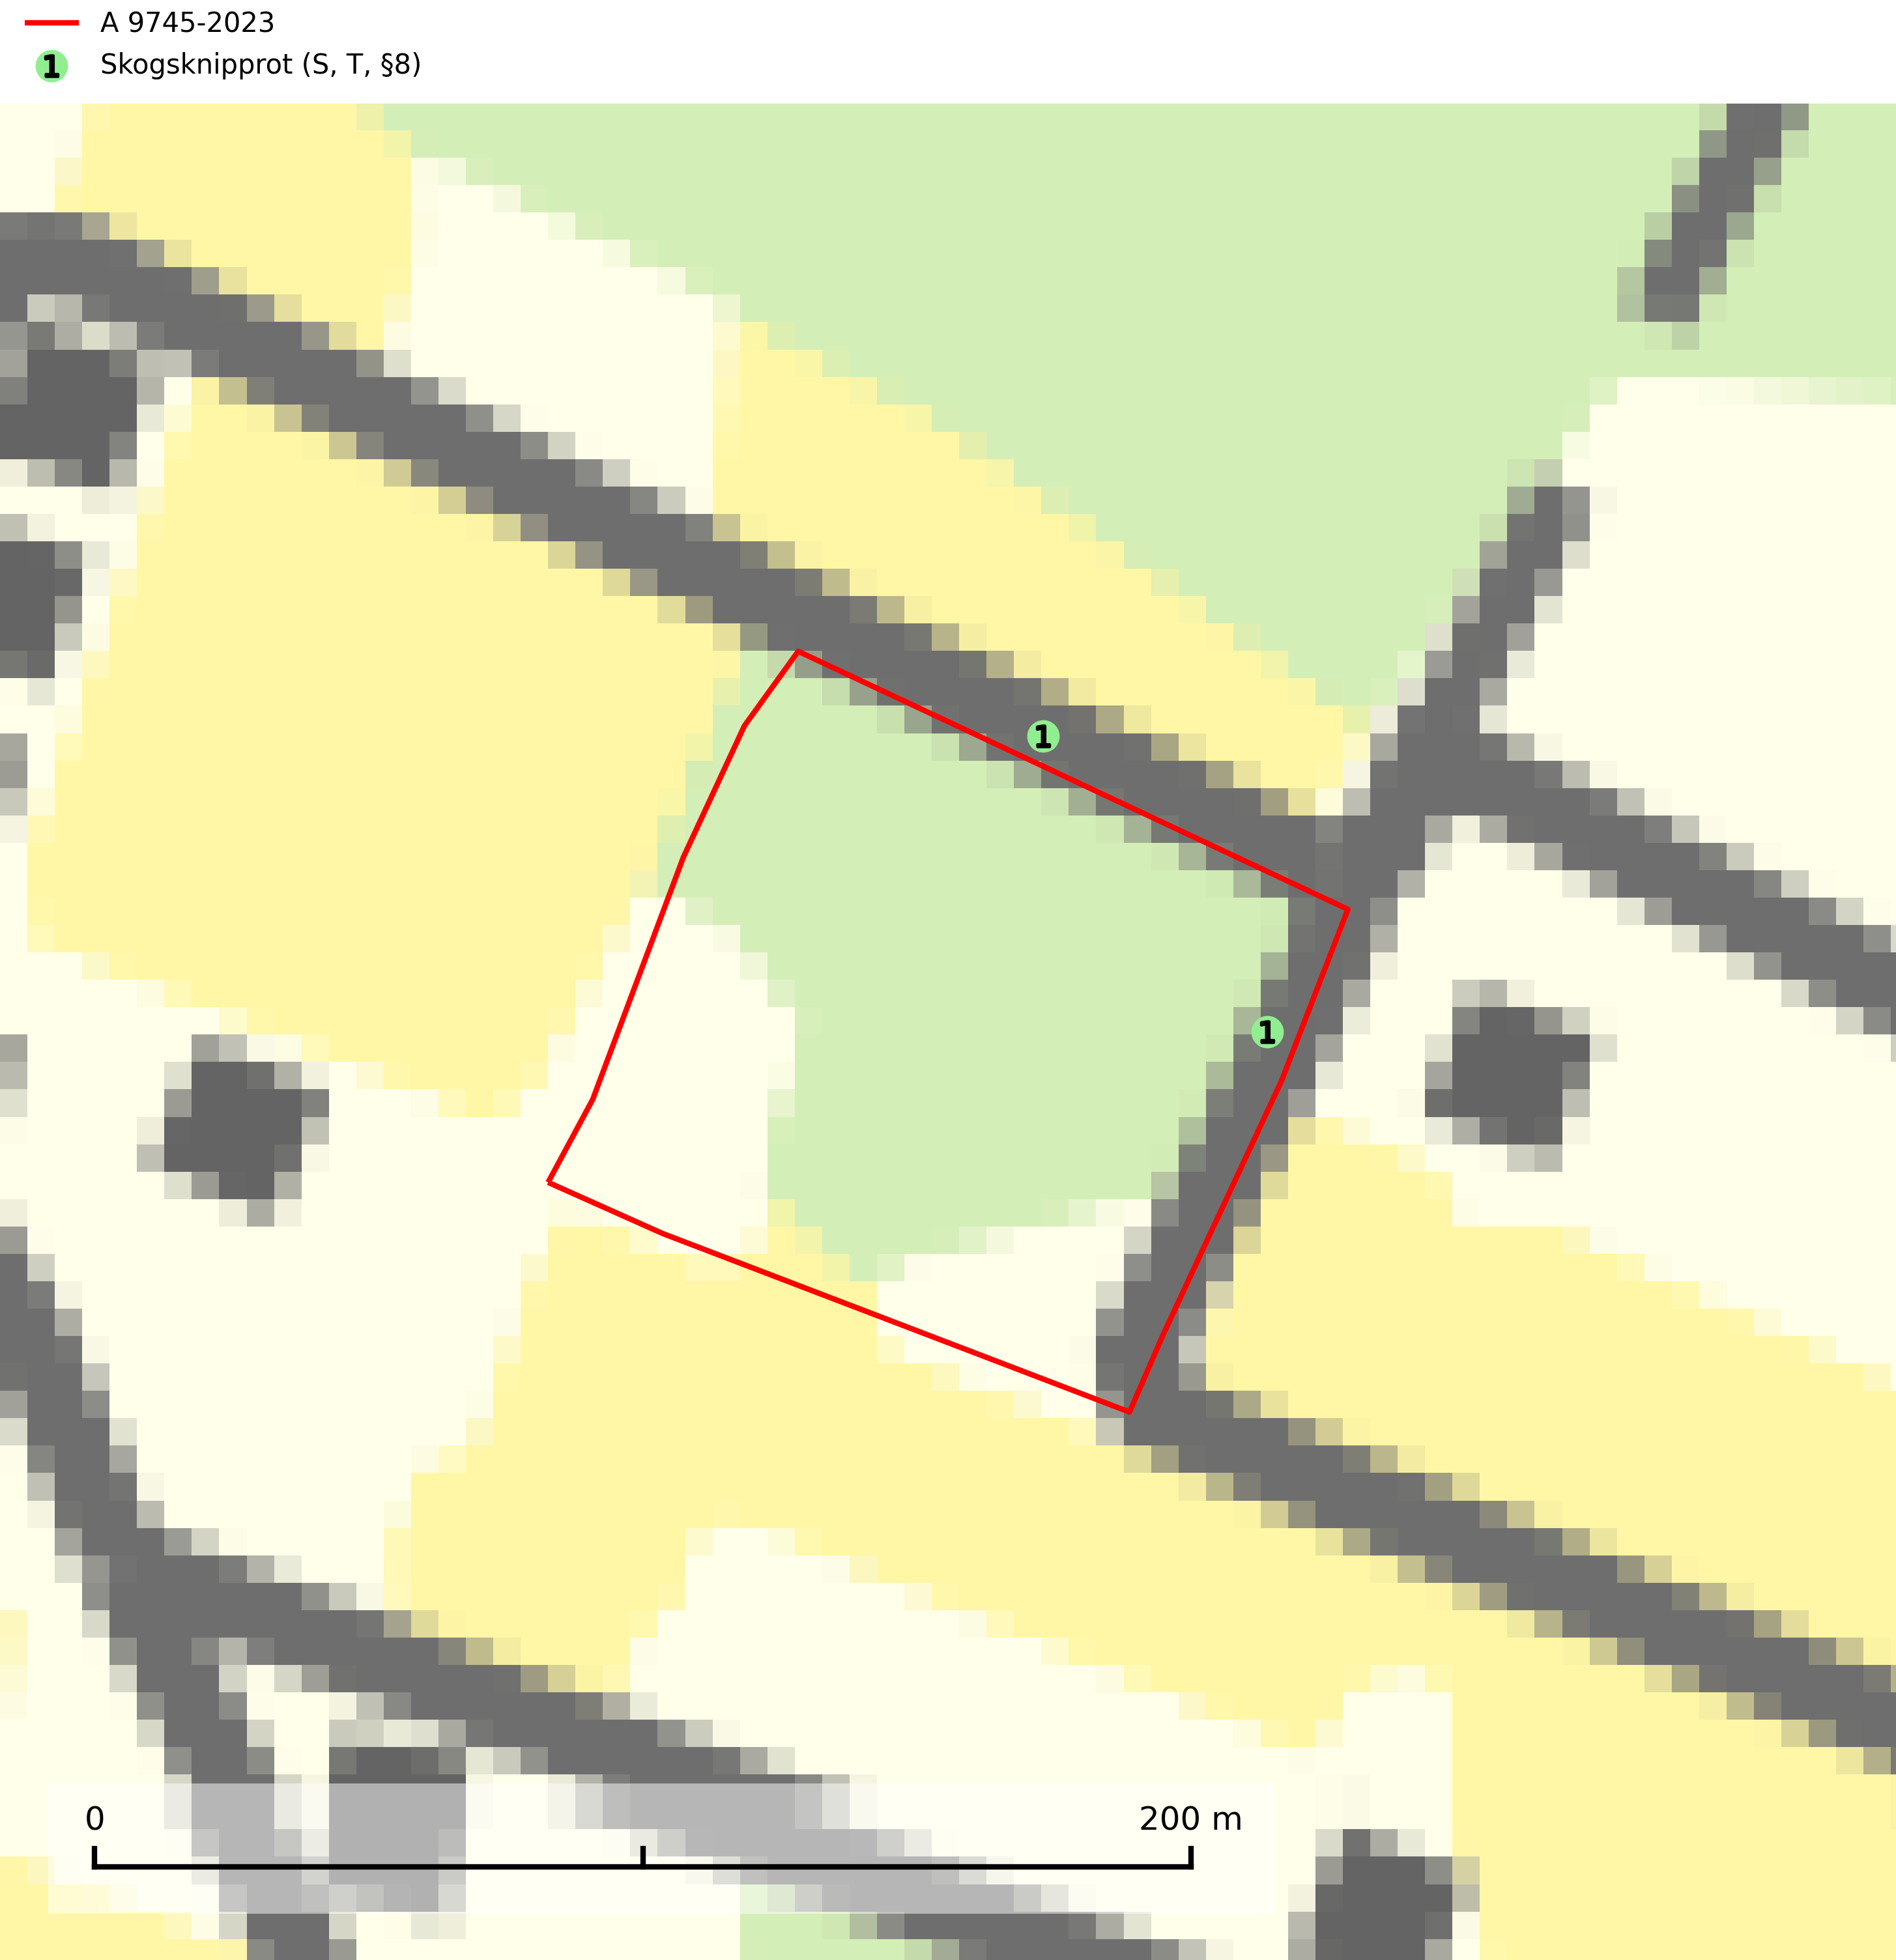 A 9745-2023
1 Skogsknipprot (S, T, §8)
1
1
0 200 m